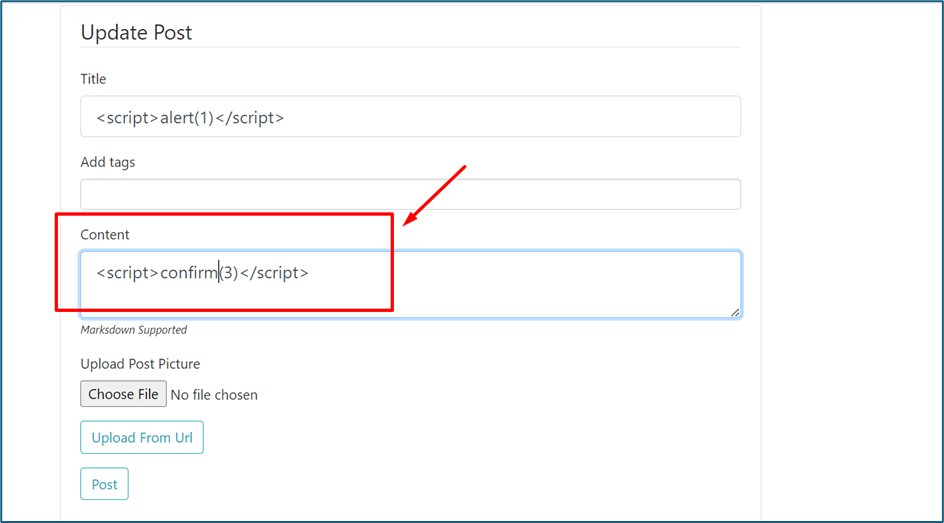 Update Post
Title
<script>alert(1)</script>
Add tags
Content
<script>confirm(3)</script>
Marksdown Supported
Upload Post Picture
Choose File No file chosen
Upload From Url
Post